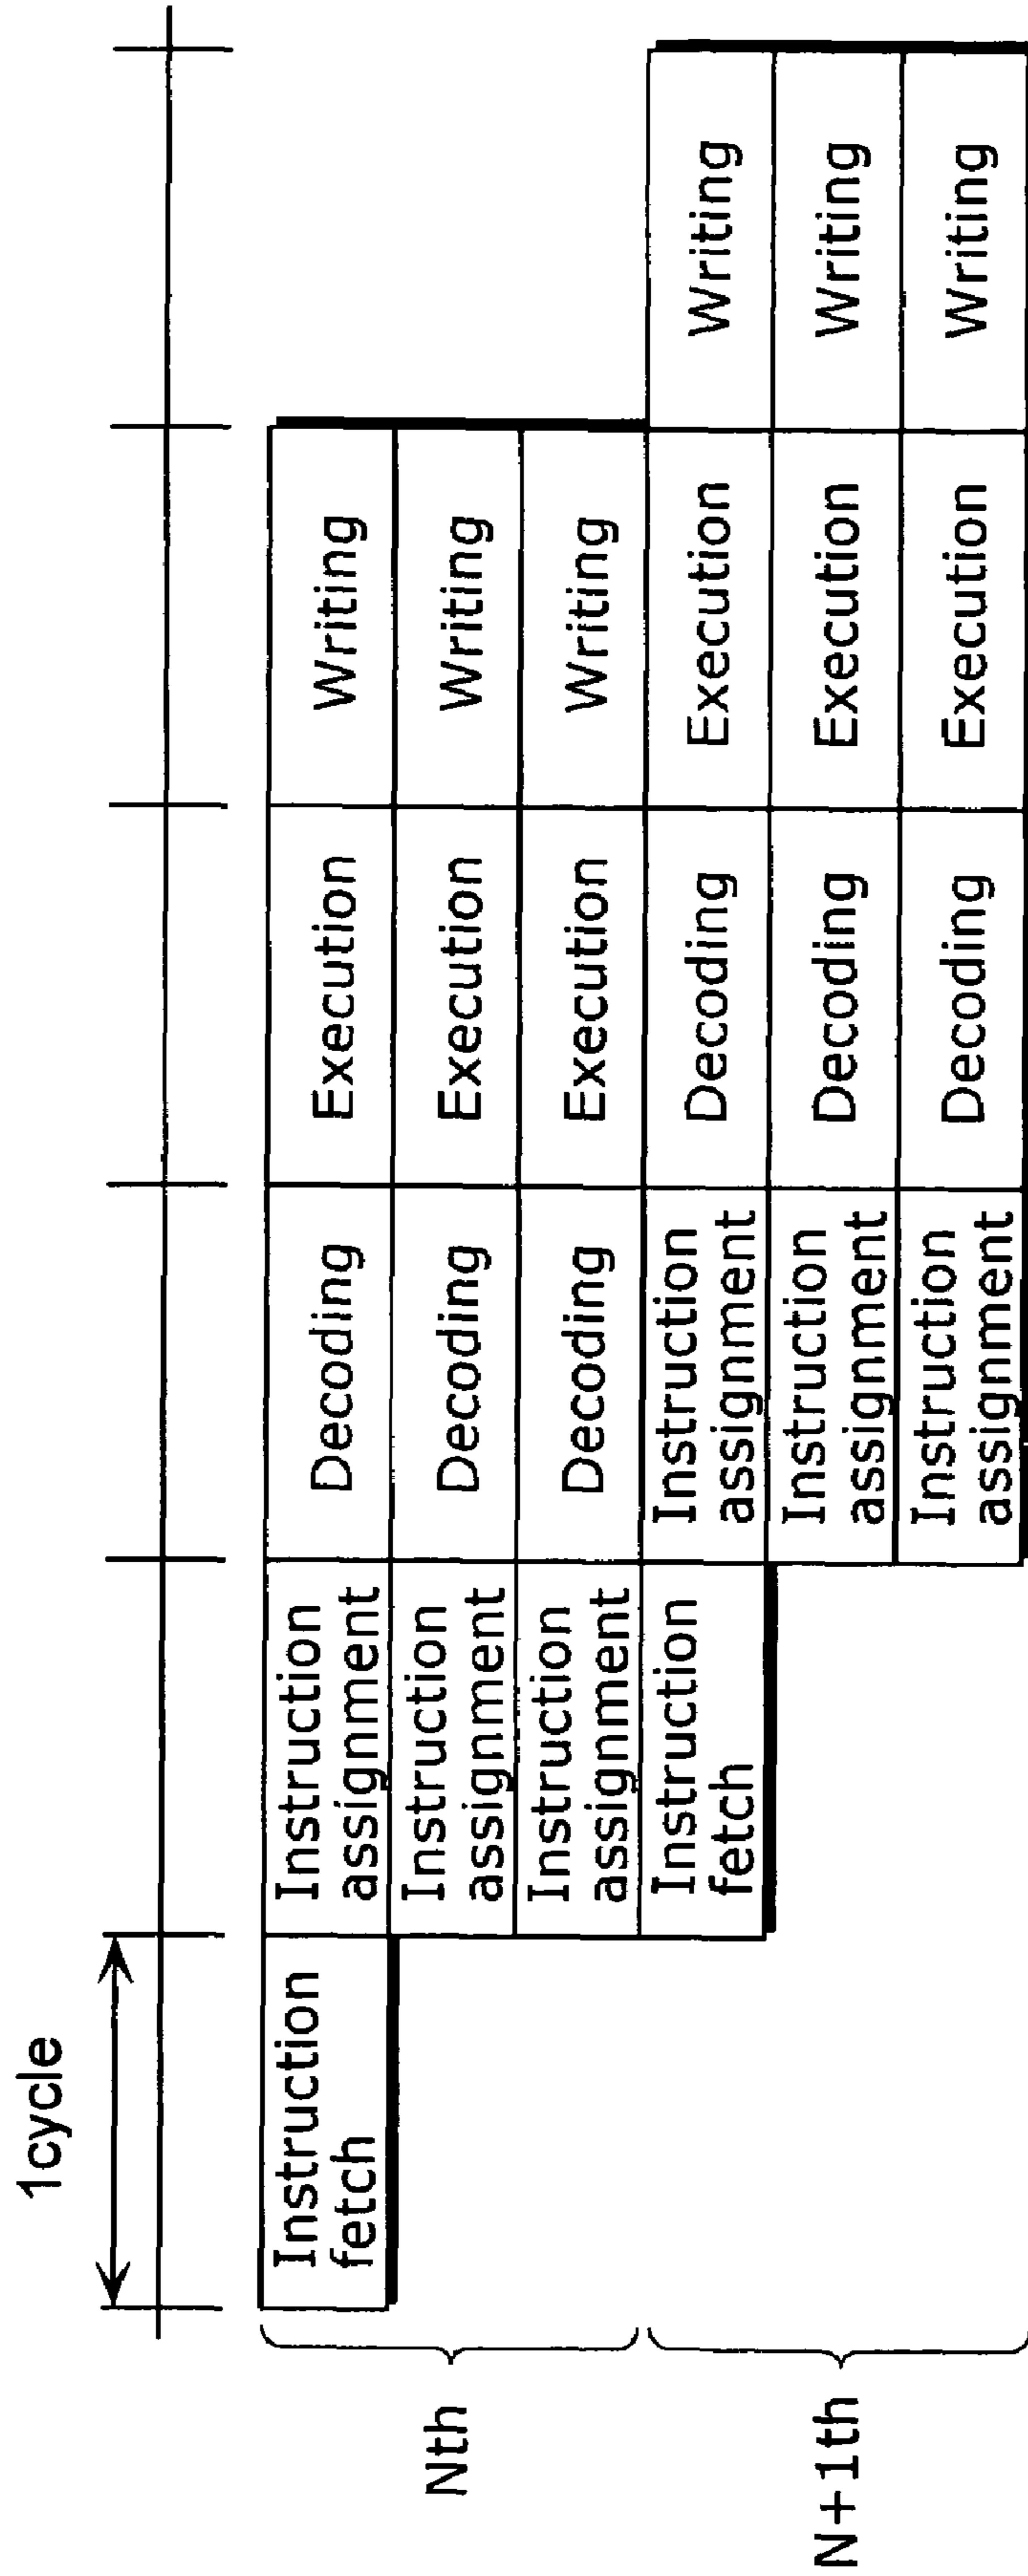 1cycle
Nth
Instruction
fetch
Instruction
assignment
Decoding
Execution
Writing
Instruction
assignment
Decoding
Execution
Writing
Instruction
assignment
Decoding
Execution
Writing
N+1th
Instruction
fetch
Instruction
assignment
Decoding
Execution
Writing
Instruction
assignment
Decoding
Execution
Writing
Instruction
assignment
Decoding
Execution
Writing